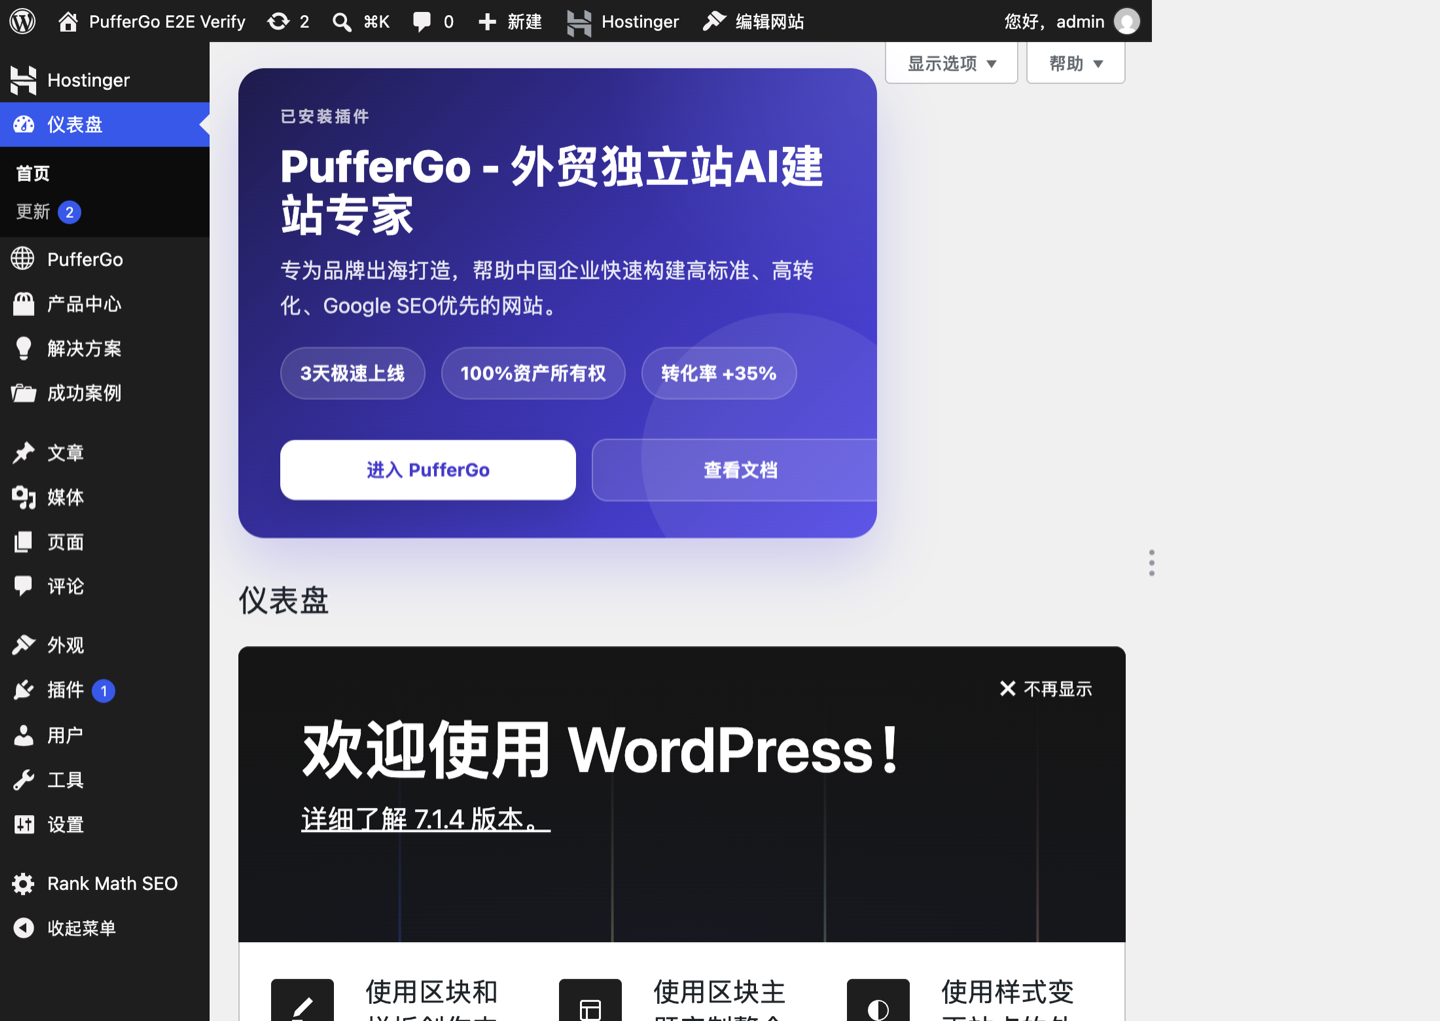 PufferGo E2E Verify
2
⌘K
0
新建
Hostinger
编辑网站
您好，admin
Hostinger
仪表盘
首页
更新 2
PufferGo
产品中心
解决方案
成功案例
文章
媒体
页面
评论
外观
插件 1
用户
工具
设置
Rank Math SEO
收起菜单
显示选项
帮助
已安装插件
PufferGo - 外贸独立站AI建
站专家
专为品牌出海打造，帮助中国企业快速构建高标准、高转
化、Google SEO优先的网站。
3天极速上线
100%资产所有权
转化率 +35%
进入 PufferGo
查看文档
仪表盘
不再显示
欢迎使用 WordPress！
详细了解 7.1.4 版本。
使用区块和
使用区块主
使用样式变